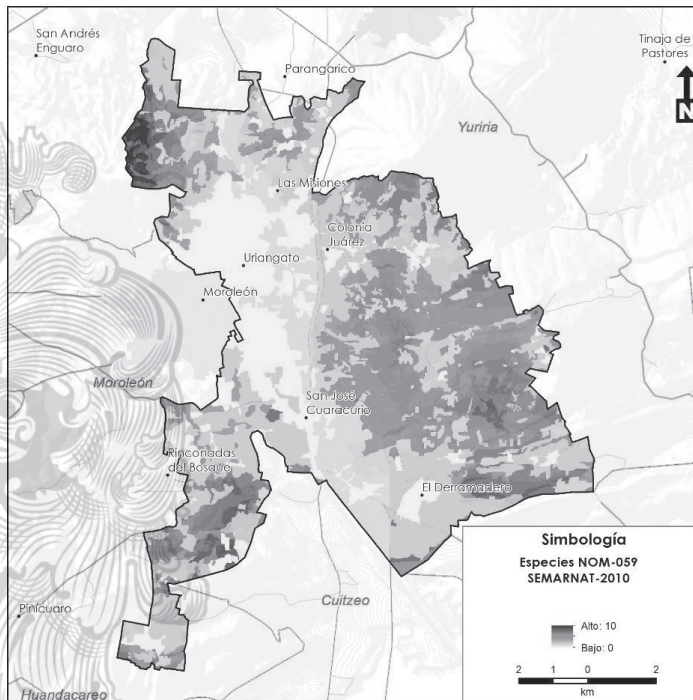 San Andrés
Enguaro
Tinaja de
Pastores
Parangarico
N
Yuriria
Las Misiones
Colonia
Juárez
Uriangato
Moroleón
Moroleón
San José
Cuaracurio
Rinconadas
del Bosque
El Derramadero
Simbología
Especies NOM-059
SEMARNAT-2010
Alto: 10
Bajo: 0
2 1 0 2
km
Cuitzeo
Piñícuaro
Huandacareo